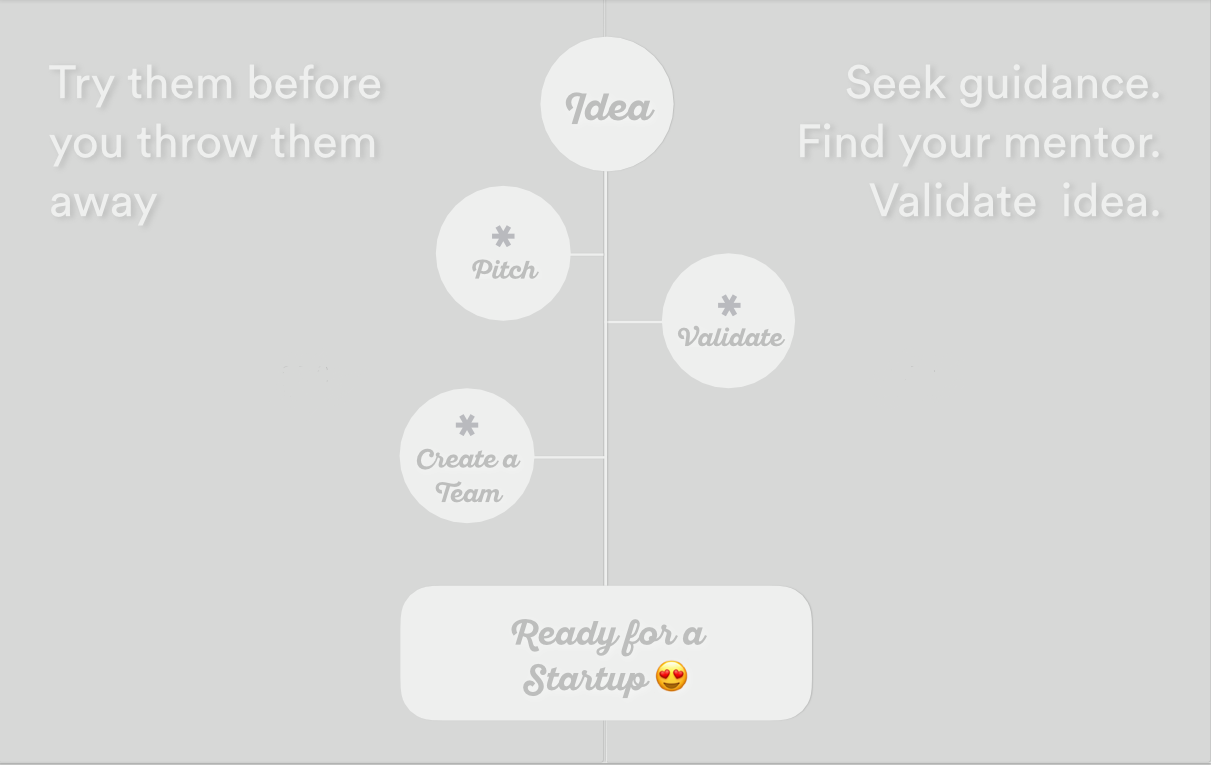 Try them before
you throw them
away
Seek guidance.
Find your mentor.
Validate idea.
Idea
*
Pitch
*
Validate
*
Create a
Team
Ready for a
Startup 😍